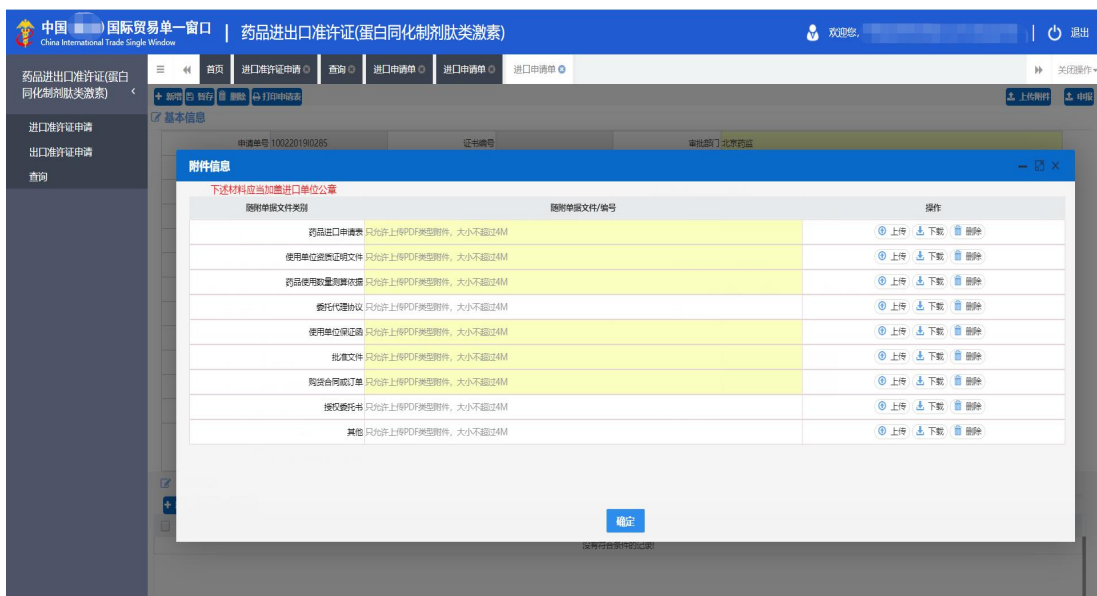 中国 )国际贸易单一窗口 | 药品进出口准许证(蛋白同化制剂肽类激素) 欢迎您, 退出
China International Trade Single Window
药品进出口准许证(蛋白同化制剂肽类激素)
首页 进口准许证申请 查询 进口申请单 进口申请单 进口申请单 关闭操作
新增 暂存 删除 打印申请表 上传附件 申报
进口准许证申请
出口准许证申请
查询
基本信息
申请单号 1002201910285 证书编号 审批部门 北京药监
附件信息
下述材料应当加盖进口单位公章
随附单据文件类别 随附单据文件/编号 操作
药品进口申请表 只允许上传PDF类型附件，大小不超过4M 上传 下载 删除
使用单位资质证明文件 只允许上传PDF类型附件，大小不超过4M 上传 下载 删除
药品使用数量测算依据 只允许上传PDF类型附件，大小不超过4M 上传 下载 删除
委托代理协议 只允许上传PDF类型附件，大小不超过4M 上传 下载 删除
使用单位保证函 只允许上传PDF类型附件，大小不超过4M 上传 下载 删除
批准文件 只允许上传PDF类型附件，大小不超过4M 上传 下载 删除
购货合同或订单 只允许上传PDF类型附件，大小不超过4M 上传 下载 删除
授权委托书 只允许上传PDF类型附件，大小不超过4M 上传 下载 删除
其他 只允许上传PDF类型附件，大小不超过4M 上传 下载 删除
确定
没有符合条件的记录!